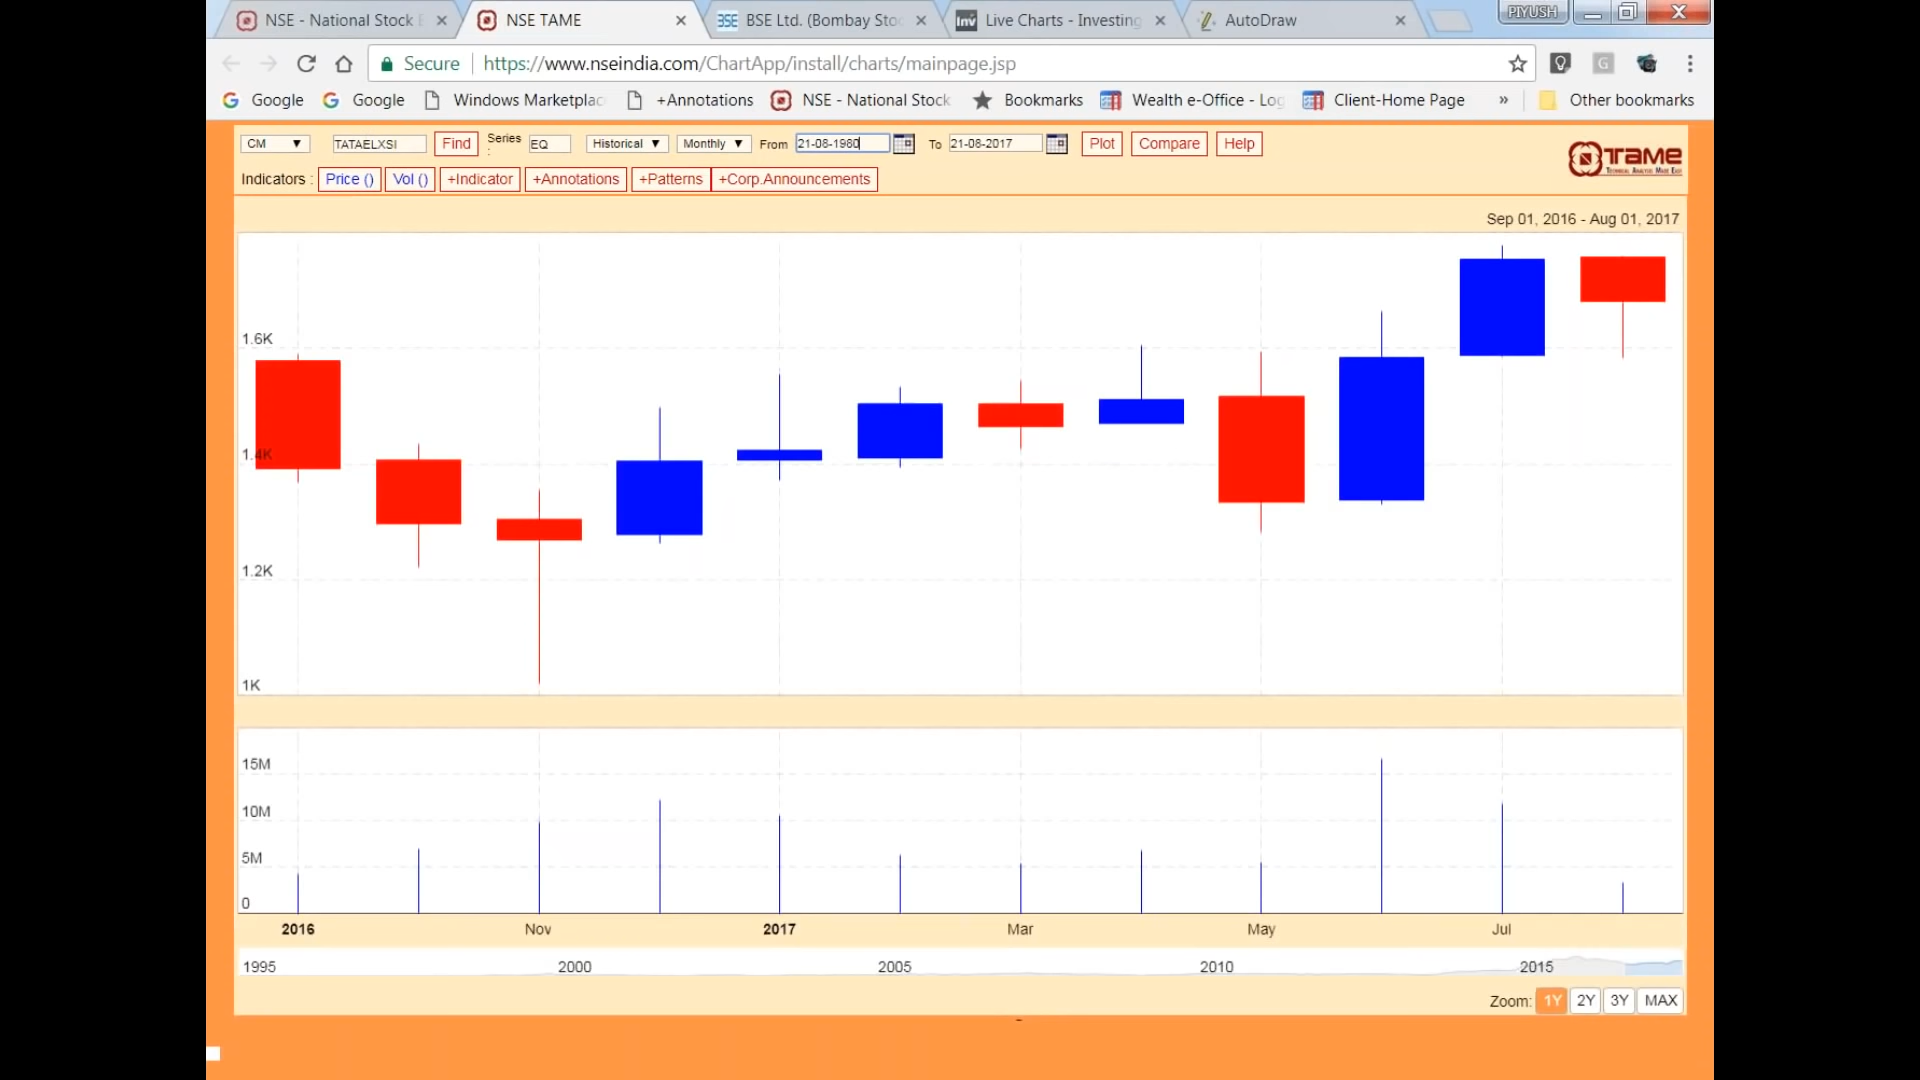 NSE - National Stock E
NSE TAME
BSE Ltd. (Bombay Stoc
Live Charts - Investing
AutoDraw
PIYUSH
Secure
https://www.nseindia.com/ChartApp/install/charts/mainpage.jsp
Google
Google
Windows Marketplac
+Annotations
NSE - National Stock
Bookmarks
Wealth e-Office - Log
Client-Home Page
»
Other bookmarks
CM TATAELXSI Find Series : EQ Historical Monthly From 21-08-1980 To 21-08-2017 Plot Compare Help
TAME
TECHNICAL ANALYSIS MADE EASY
Indicators : Price () Vol () +Indicator +Annotations +Patterns +Corp.Announcements
Sep 01, 2016 - Aug 01, 2017
1.6K
1.4K
1.2K
1K
15M
10M
5M
0
2016 Nov 2017 Mar May Jul
1995 2000 2005 2010 2015
Zoom: 1Y 2Y 3Y MAX